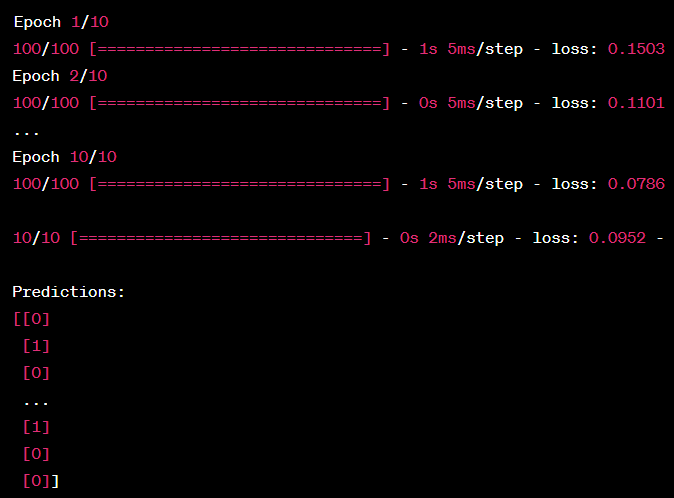 Epoch 1/10
100/100 [==============================] - 1s 5ms/step - loss: 0.1503
Epoch 2/10
100/100 [==============================] - 0s 5ms/step - loss: 0.1101
...
Epoch 10/10
100/100 [==============================] - 1s 5ms/step - loss: 0.0786
10/10 [==============================] - 0s 2ms/step - loss: 0.0952 -
Predictions:
[[0]
 [1]
 [0]
 ...
 [1]
 [0]
 [0]]